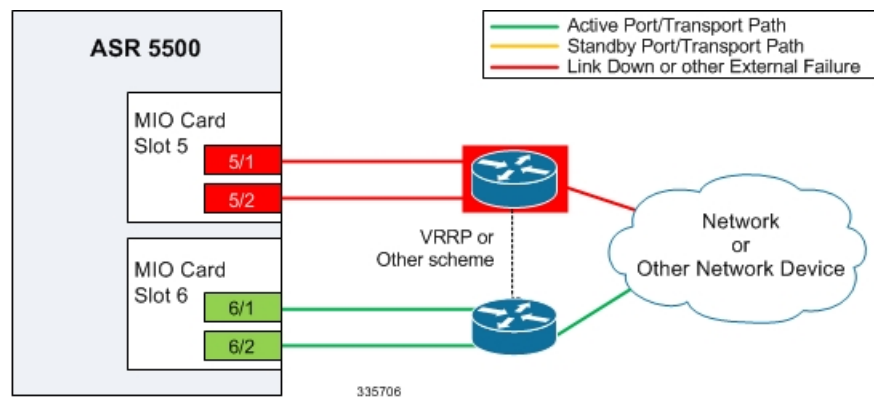 ASR 5500
Active Port/Transport Path
Standby Port/Transport Path
Link Down or other External Failure
MIO Card
Slot 5
5/1
5/2
VRRP or
Other scheme
Network
or
Other Network Device
MIO Card
Slot 6
6/1
6/2
335706